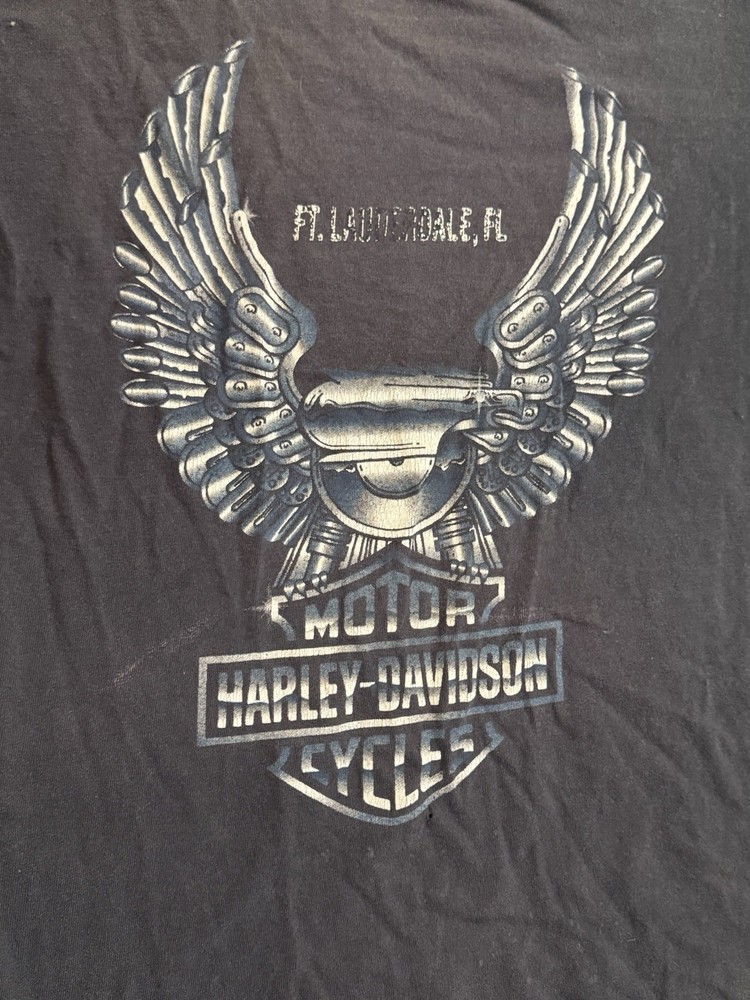 FT. LAUDERDALE, FL
MOTOR
HARLEY-DAVIDSON
CYCLES